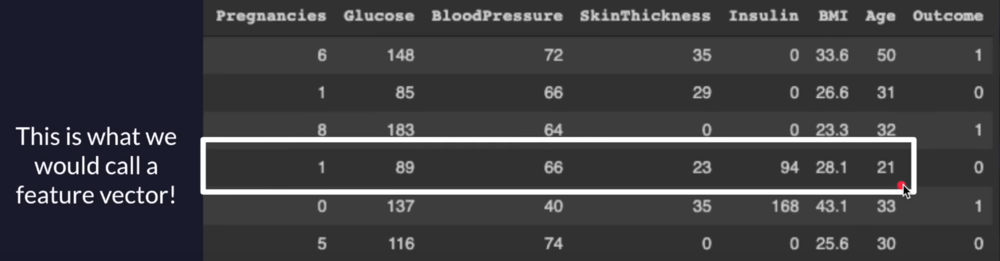 Pregnancies Glucose BloodPressure SkinThickness Insulin BMI Age Outcome
6 148 72 35 0 33.6 50 1
1 85 66 29 0 26.6 31 0
8 183 64 0 0 23.3 32 1
1 89 66 23 94 28.1 21 0
0 137 40 35 168 43.1 33 1
5 116 74 0 0 25.6 30 0
This is what we
would call a
feature vector!